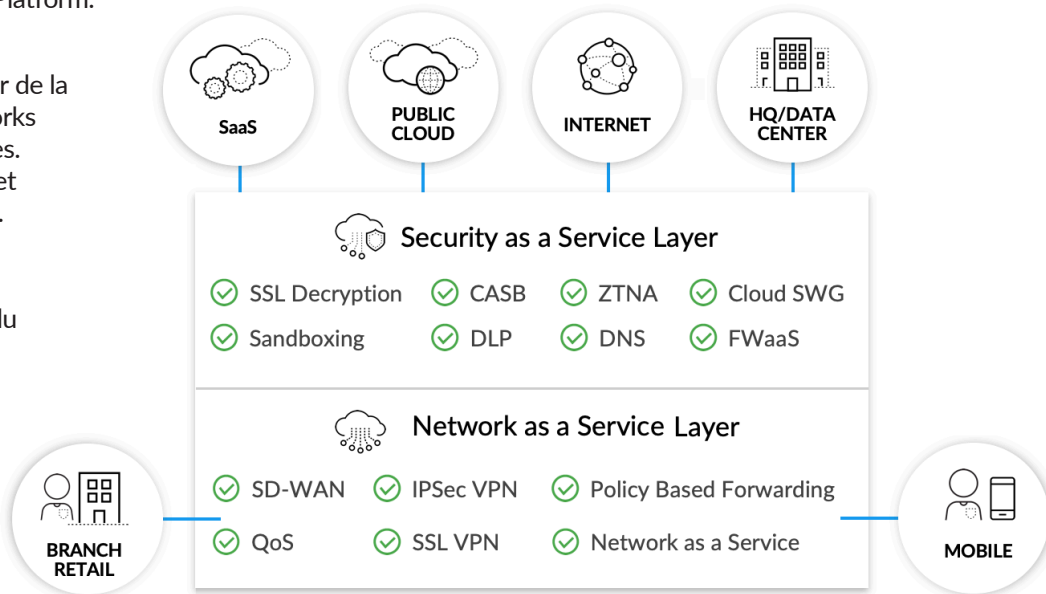 Platform.
r de la
orks
es.
et
.
du
SaaS
PUBLIC
CLOUD
INTERNET
HQ/DATA
CENTER
Security as a Service Layer
SSL Decryption
CASB
ZTNA
Cloud SWG
Sandboxing
DLP
DNS
FWaaS
Network as a Service Layer
SD-WAN
IPSec VPN
Policy Based Forwarding
QoS
SSL VPN
Network as a Service
BRANCH
RETAIL
MOBILE